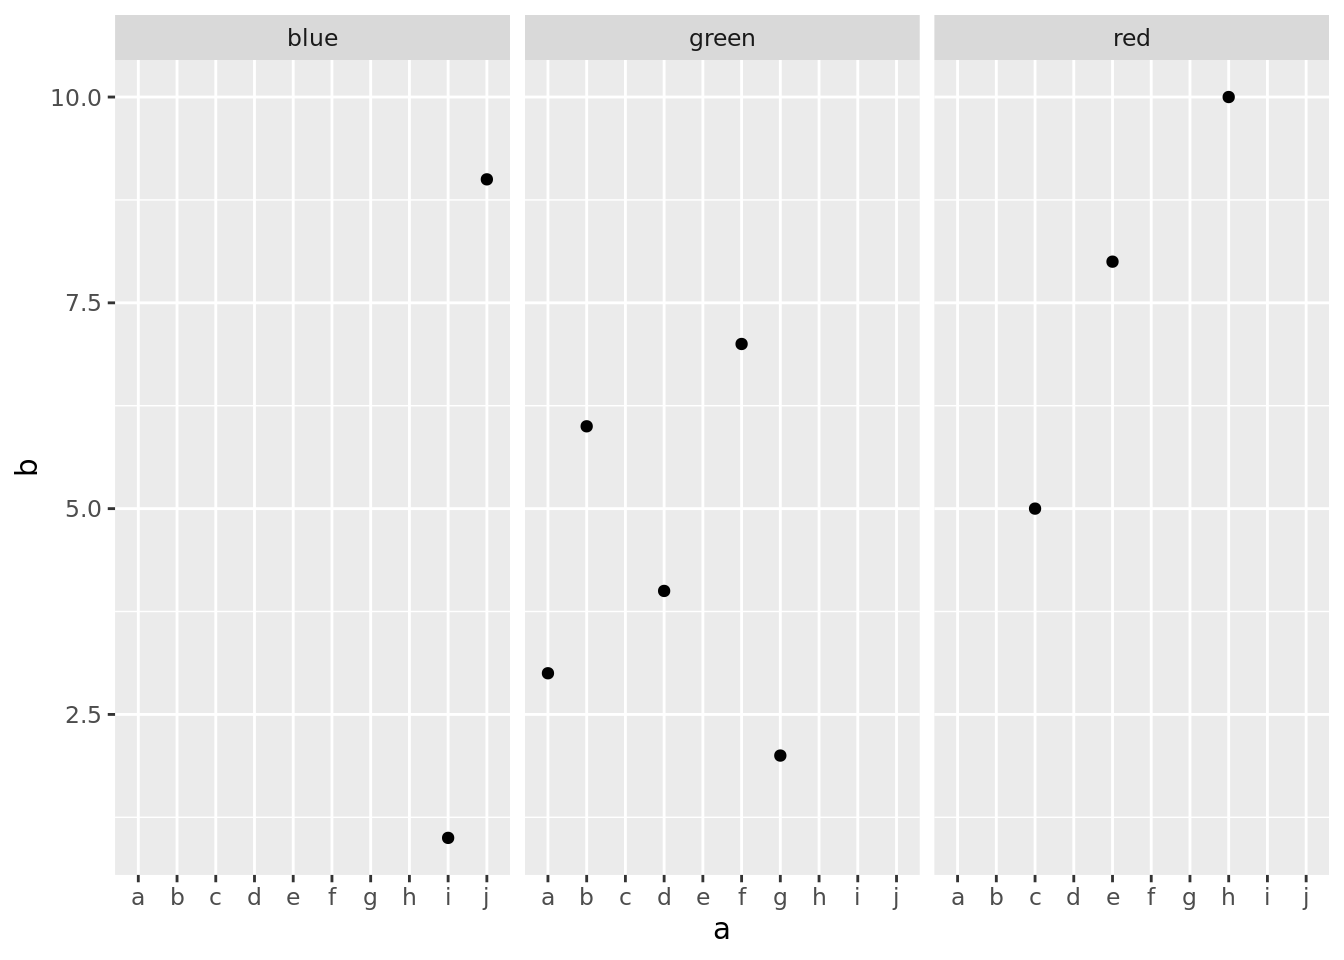 blue green red
10.0
7.5
b
5.0
2.5
a b c d e f g h i j a b c d e f g h i j a b c d e f g h i j
a